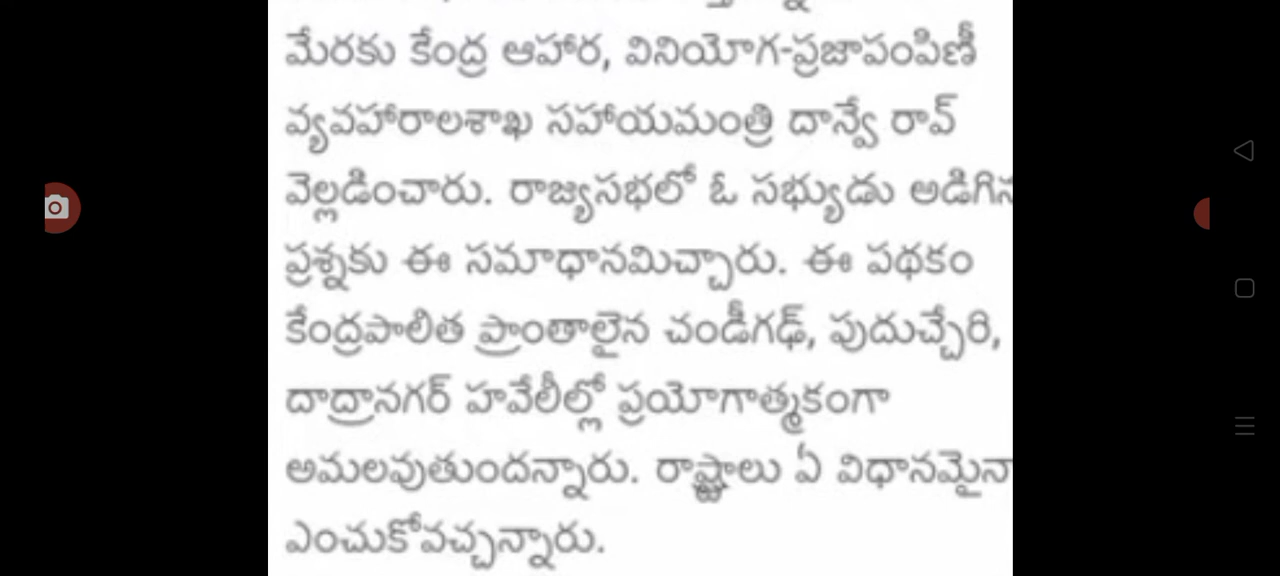 మేరకు కేంద్ర ఆహార, వినియోగ-ప్రజాపంపిణీ
వ్యవహారాలశాఖ సహాయమంత్రి దాన్వే రావ్
వెల్లడించారు. రాజ్యసభలో ఓ సభ్యుడు అడిగిన
ప్రశ్నకు ఈ సమాధానమిచ్చారు. ఈ పథకం
కేంద్రపాలిత ప్రాంతాలైన చండీగఢ్, పుదుచ్చేరి,
దాద్రానగర్ హవేలీల్లో ప్రయోగాత్మకంగా
అమలవుతుందన్నారు. రాష్ట్రాలు ఏ విధానమైనా
ఎంచుకోవచ్చన్నారు.